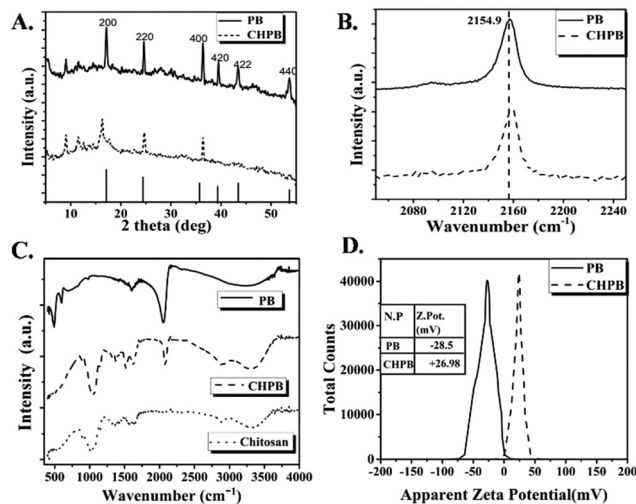 A.
200
220
400
420
422
440
PB
CHPB
Intensity (a.u.)
10 20 30 40 50
2 theta (deg)
B.
2154.9
PB
CHPB
Intensity (a.u.)
2080 2160 2240
Wavenumber (cm⁻¹)
C.
PB
CHPB
Chitosan
Intensity (a.u.)
500 1000 1500 2000 2500 3000 3500 4000
Wavenumber (cm⁻¹)
D.
PB
CHPB
N.P Z.Pot. (mV)
PB -28.5
CHPB +26.98
Total Counts
40000
30000
20000
10000
0
-200 -150 -100 -50 0 50 100 150 200
Apparent Zeta Potential(mV)